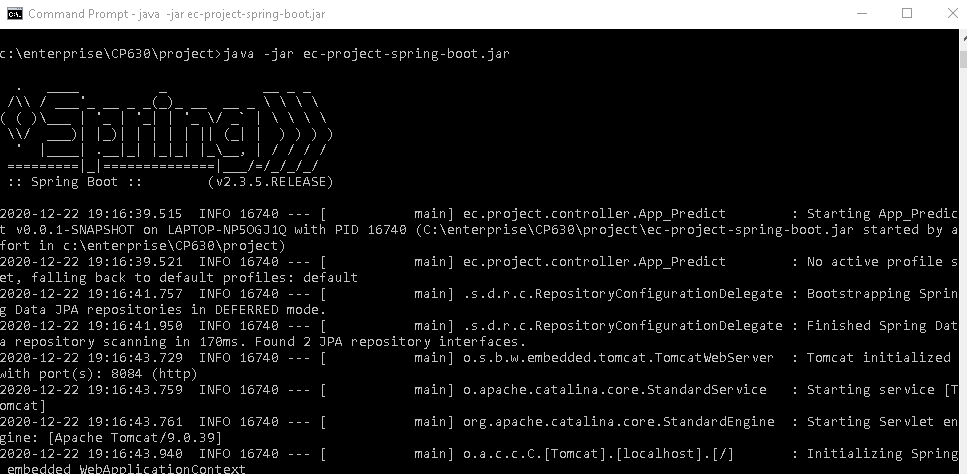 Command Prompt - java -jar ec-project-spring-boot.jar
c:\enterprise\CP630\project>java -jar ec-project-spring-boot.jar
Spring
:: Spring Boot ::        (v2.3.5.RELEASE)
2020-12-22 19:16:39.515  INFO 16740 --- [           main] ec.project.controller.App_Predict        : Starting App_Predic
t v0.0.1-SNAPSHOT on LAPTOP-NP5OGJ1Q with PID 16740 (C:\enterprise\CP630\project\ec-project-spring-boot.jar started by a
fort in c:\enterprise\CP630\project)
2020-12-22 19:16:39.521  INFO 16740 --- [           main] ec.project.controller.App_Predict        : No active profile s
et, falling back to default profiles: default
2020-12-22 19:16:41.757  INFO 16740 --- [           main] .s.d.r.c.RepositoryConfigurationDelegate : Bootstrapping Sprin
g Data JPA repositories in DEFERRED mode.
2020-12-22 19:16:41.950  INFO 16740 --- [           main] .s.d.r.c.RepositoryConfigurationDelegate : Finished Spring Dat
a repository scanning in 170ms. Found 2 JPA repository interfaces.
2020-12-22 19:16:43.729  INFO 16740 --- [           main] o.s.b.w.embedded.tomcat.TomcatWebServer  : Tomcat initialized
with port(s): 8084 (http)
2020-12-22 19:16:43.759  INFO 16740 --- [           main] o.apache.catalina.core.StandardService   : Starting service [T
omcat]
2020-12-22 19:16:43.761  INFO 16740 --- [           main] org.apache.catalina.core.StandardEngine  : Starting Servlet en
gine: [Apache Tomcat/9.0.39]
2020-12-22 19:16:43.940  INFO 16740 --- [           main] o.a.c.c.C.[Tomcat].[localhost].[/]       : Initializing Spring
embedded WebApplicationContext